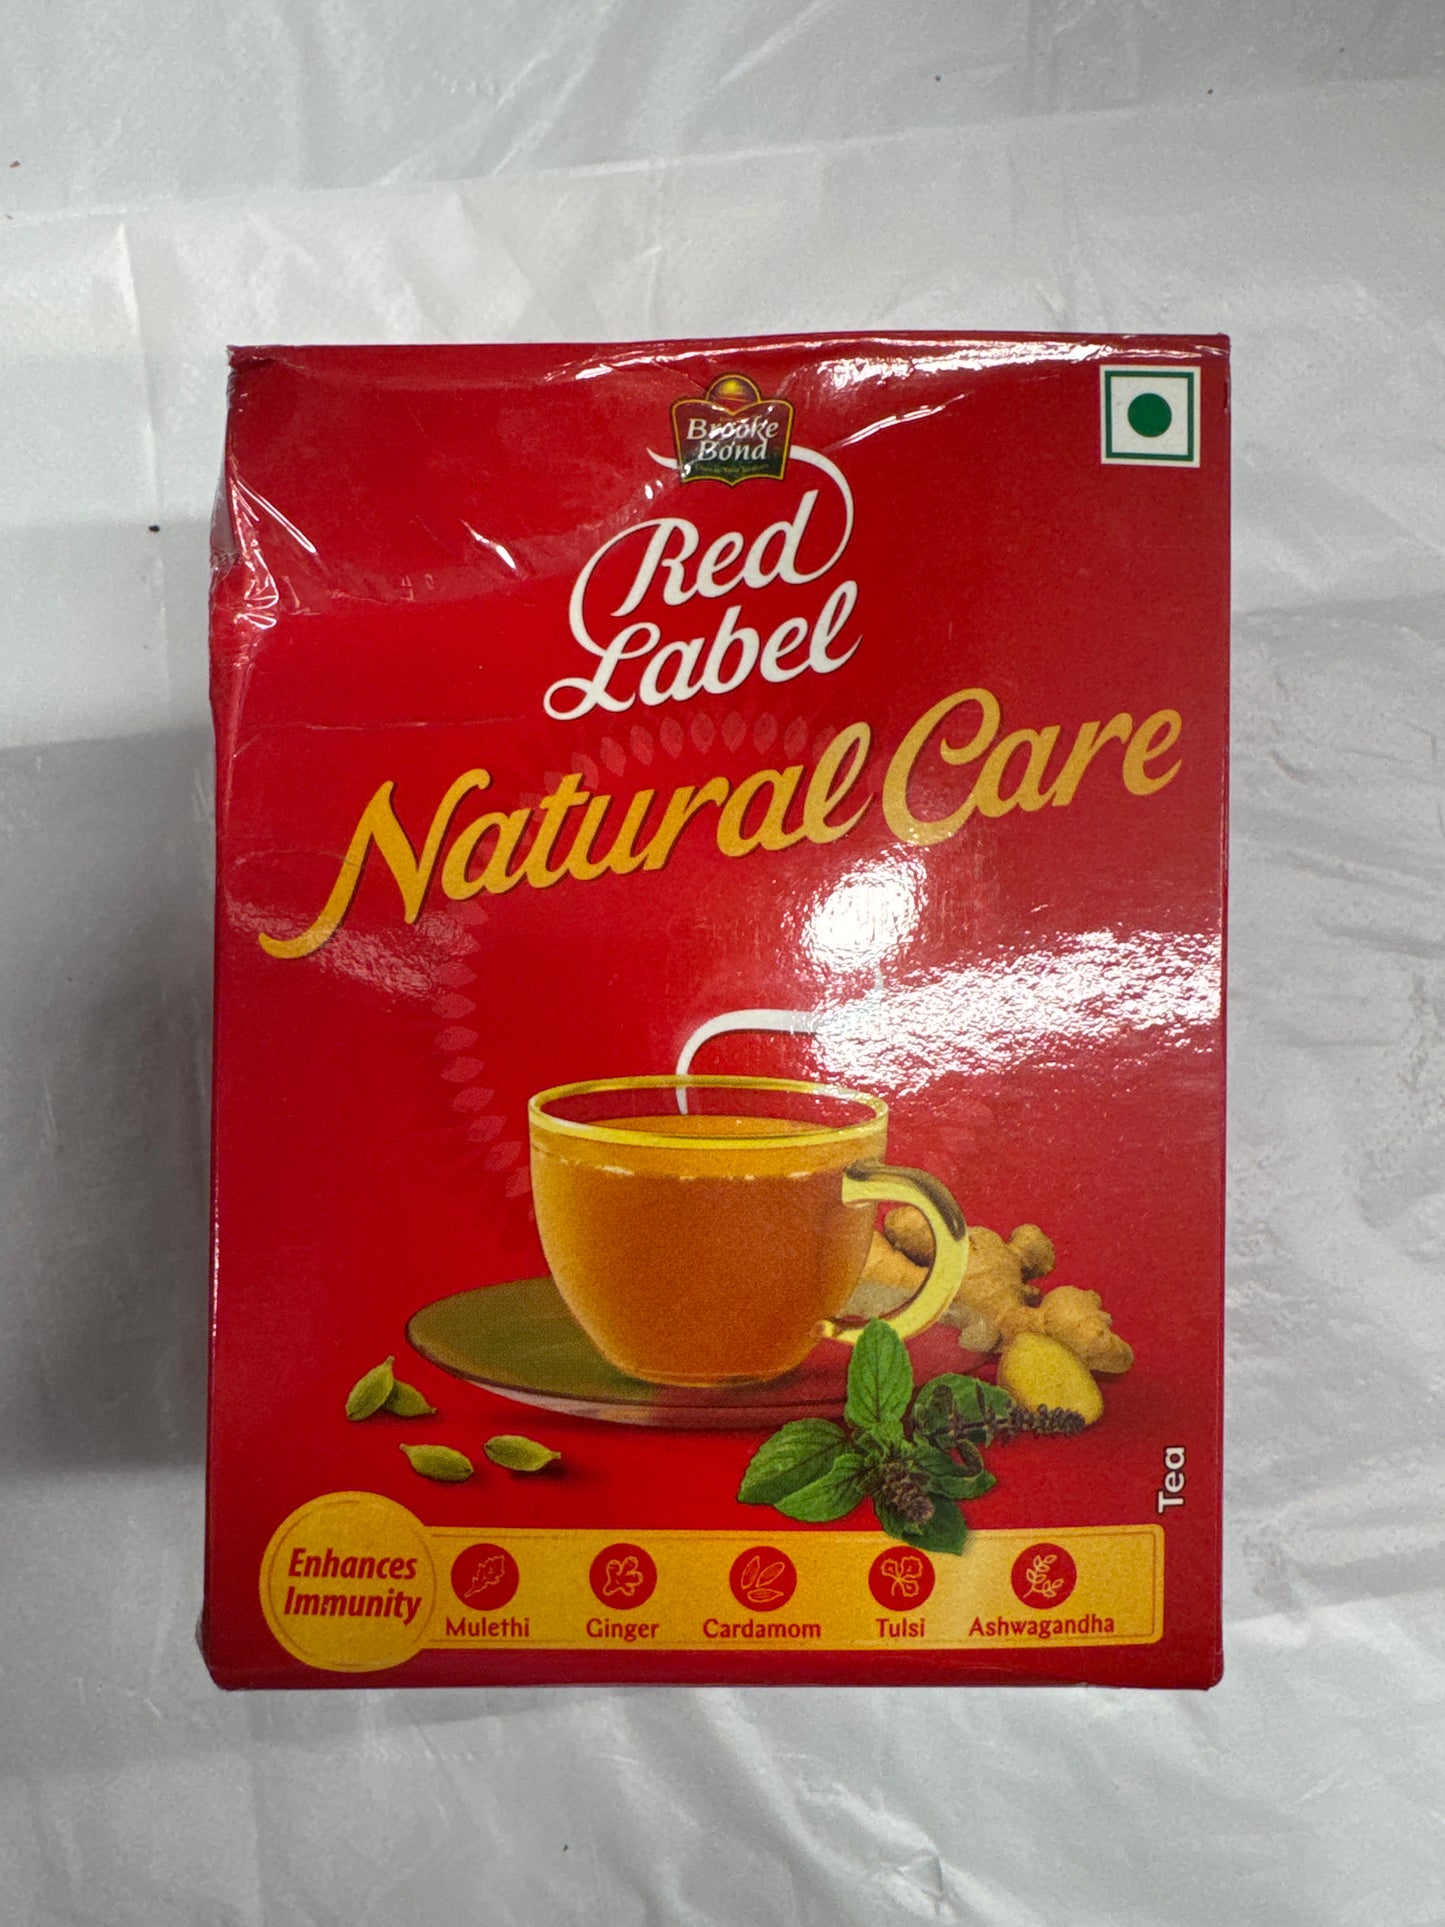 Brooke
Bond
Red
Label
Natural Care
Tea
Enhances
Immunity
Mulethi Ginger Cardamom Tulsi Ashwagandha